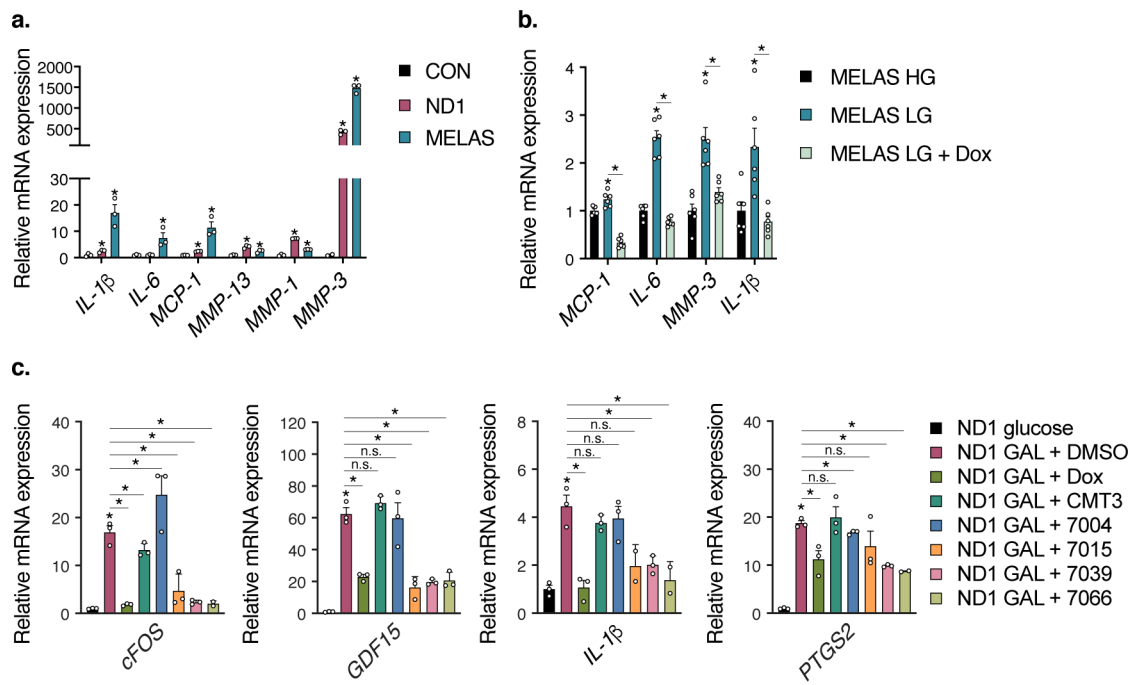 a.
Relative mRNA expression
2000
1500
1000
500
30
20
10
0
* * * * * * * * * * *
IL-1β
IL-6
MCP-1
MMP-13
MMP-1
MMP-3
CON
ND1
MELAS
b.
Relative mRNA expression
4
3
2
1
0
* * * * * * * *
MCP-1
IL-6
MMP-3
IL-1β
MELAS HG
MELAS LG
MELAS LG + Dox
c.
Relative mRNA expression
40
30
20
10
0
*
*
*
*
*
*
*
cFOS
Relative mRNA expression
120
100
80
60
40
20
0
*
*
*
n.s.
n.s.
*
*
GDF15
Relative mRNA expression
8
6
4
2
0
*
*
n.s.
n.s.
n.s.
*
*
IL-1β
Relative mRNA expression
40
30
20
10
0
*
*
n.s.
*
n.s.
*
*
PTGS2
ND1 glucose
ND1 GAL + DMSO
ND1 GAL + Dox
ND1 GAL + CMT3
ND1 GAL + 7004
ND1 GAL + 7015
ND1 GAL + 7039
ND1 GAL + 7066